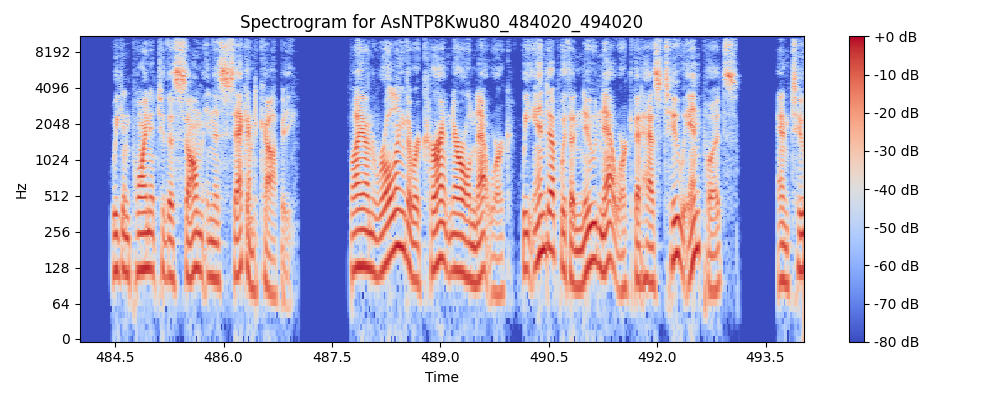 Spectrogram for AsNTP8Kwu80_484020_494020
Hz
8192
4096
2048
1024
512
256
128
64
0
484.5 486.0 487.5 489.0 490.5 492.0 493.5
Time
+0 dB
-10 dB
-20 dB
-30 dB
-40 dB
-50 dB
-60 dB
-70 dB
-80 dB